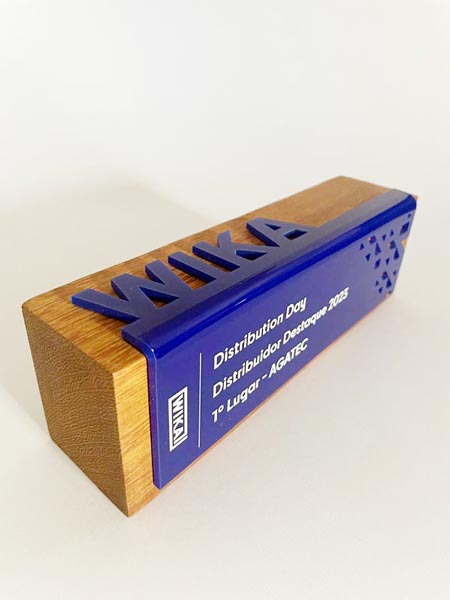 WIKA
WIKA
Distribution Day
Distribuidor Destaque 2023
1º Lugar - AGATEC